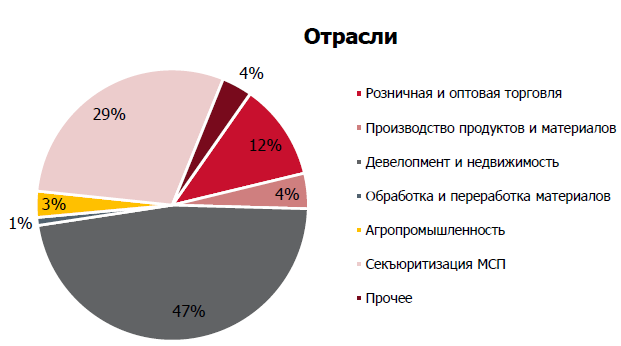 Отрасли
4%
29%
12%
4%
3%
1%
47%
Розничная и оптовая торговля
Производство продуктов и материалов
Девелопмент и недвижимость
Обработка и переработка материалов
Агропромышленность
Секъюритизация МСП
Прочее